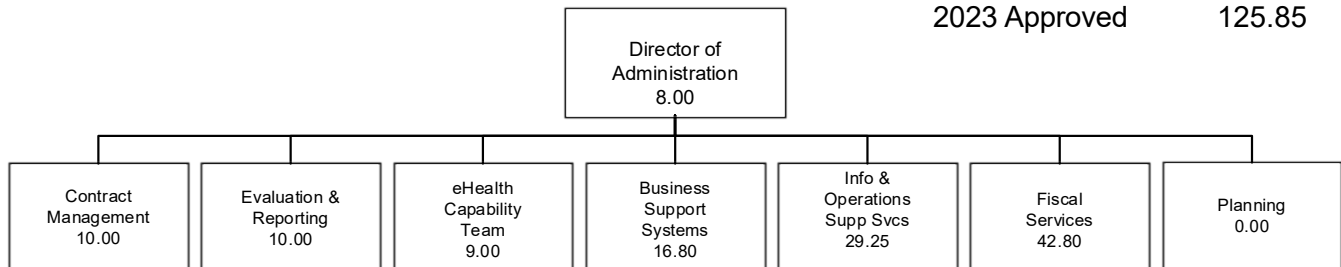 2023 Approved 125.85
Director of
Administration
8.00
Contract
Management
10.00
Evaluation &
Reporting
10.00
eHealth
Capability
Team
9.00
Business
Support
Systems
16.80
Info &
Operations
Supp Svcs
29.25
Fiscal
Services
42.80
Planning
0.00